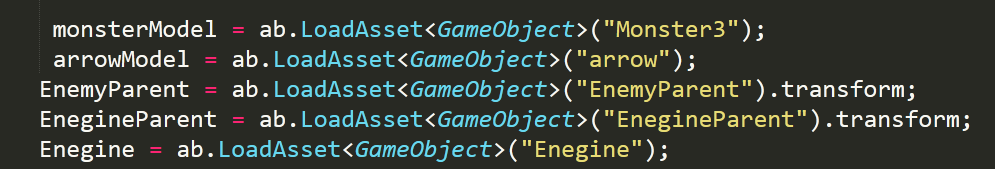 monsterModel = ab.LoadAsset<GameObject>("Monster3");
arrowModel = ab.LoadAsset<GameObject>("arrow");
EnemyParent = ab.LoadAsset<GameObject>("EnemyParent").transform;
EnegineParent = ab.LoadAsset<GameObject>("EnegineParent").transform;
Enegine = ab.LoadAsset<GameObject>("Enegine");